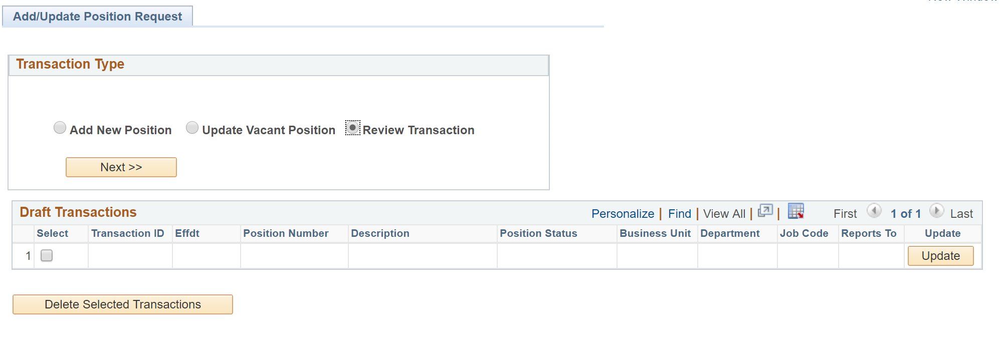 Add/Update Position Request
Transaction Type
Add New Position Update Vacant Position Review Transaction
Next >>
Draft Transactions Personalize | Find | View All | | First 1 of 1 Last
Select Transaction ID Effdt Position Number Description Position Status Business Unit Department Job Code Reports To Update
1 Update
Delete Selected Transactions